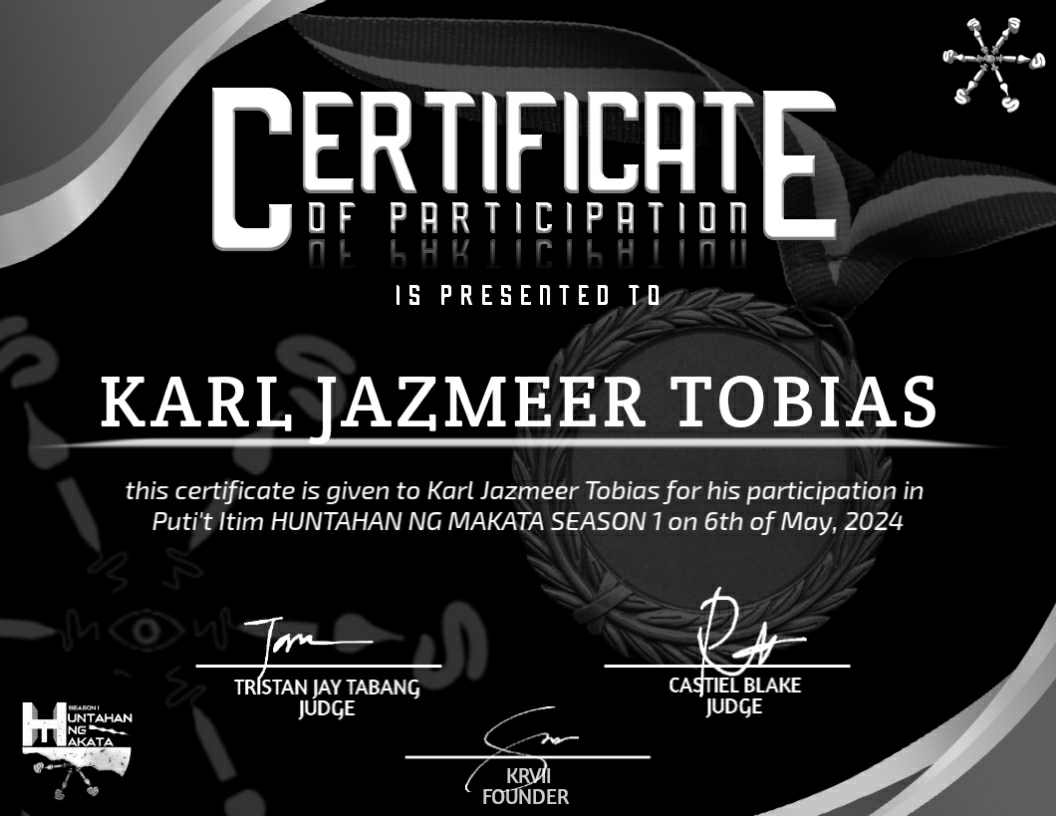 CERTIFICATE
OF PARTICIPATION
IS PRESENTED TO
KARL JAZMEER TOBIAS
this certificate is given to Karl Jazmeer Tobias for his participation in
Puti't Itim HUNTAHAN NG MAKATA SEASON 1 on 6th of May, 2024
TRISTAN JAY TABANG
JUDGE
CASTIEL BLAKE
JUDGE
KRVII
FOUNDER
SEASON 1
HUNTAHAN
NG
MAKATA